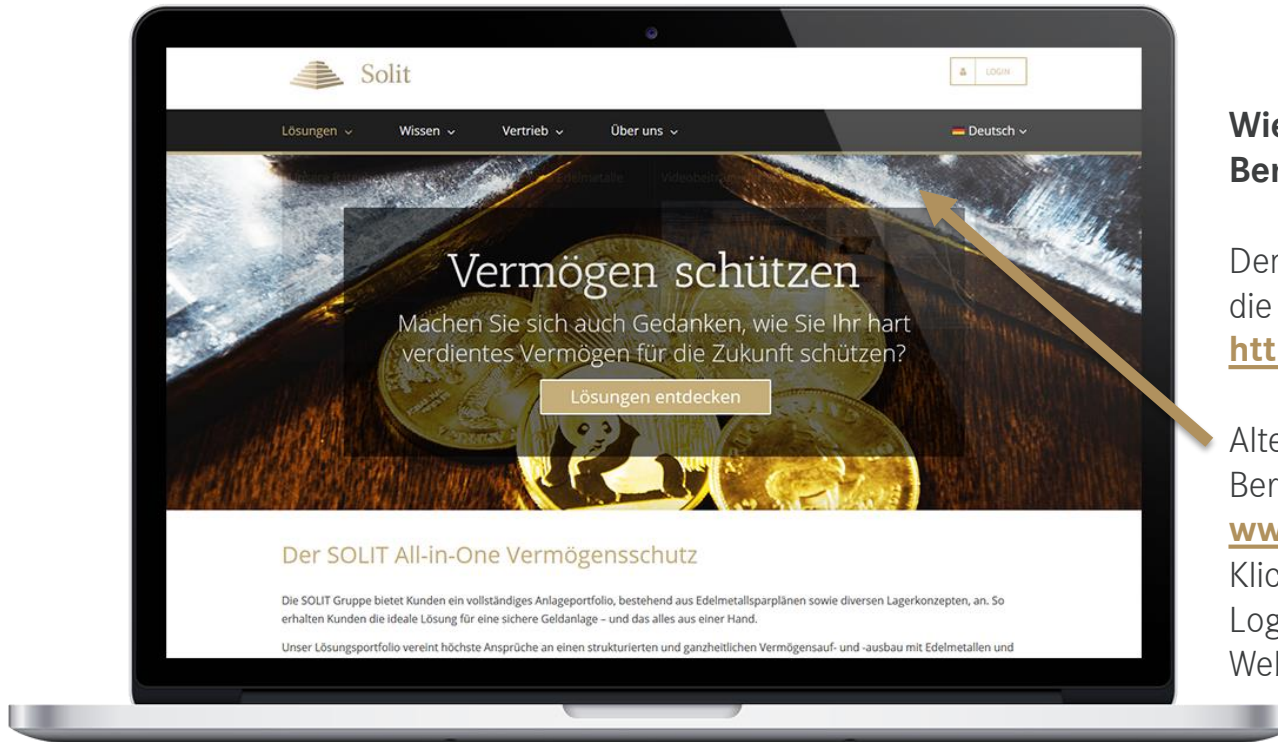 Solit
LOGIN
Lösungen
Wissen
Vertrieb
Über uns
Deutsch
Edelmetalle
Vermögen schützen
Machen Sie sich auch Gedanken, wie Sie Ihr hart
verdientes Vermögen für die Zukunft schützen?
Lösungen entdecken
Der SOLIT All-in-One Vermögensschutz
Die SOLIT Gruppe bietet Kunden ein vollständiges Anlageportfolio, bestehend aus Edelmetallsparplänen sowie diversen Lagerkonzepten, an. So
erhalten Kunden die ideale Lösung für eine sichere Geldanlage – und das alles aus einer Hand.
Unser Lösungsportfolio vereint höchste Ansprüche an einen strukturierten und ganzheitlichen Vermögensauf- und -ausbau mit Edelmetallen und
Wie
Ber
Der
die
htt
Alte
Ber
ww
Klic
Log
We